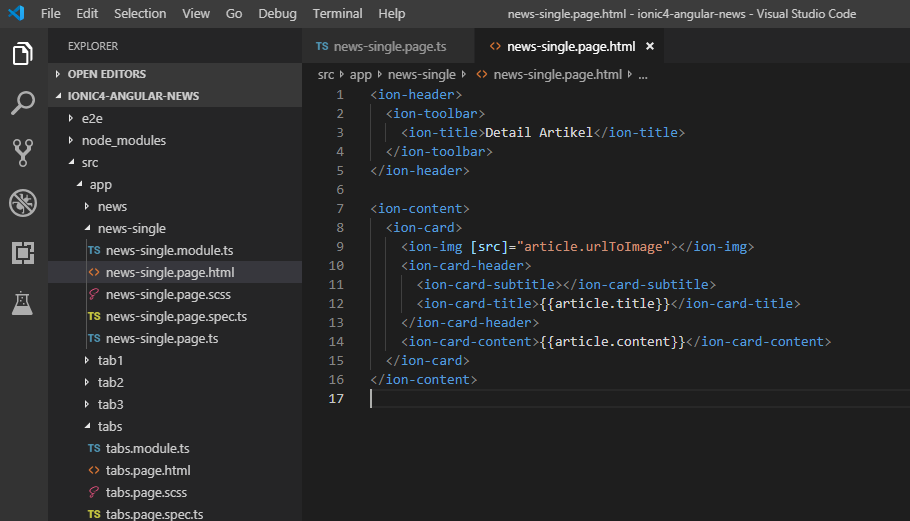 File Edit Selection View Go Debug Terminal Help news-single.page.html - ionic4-angular-news - Visual Studio Code
EXPLORER
OPEN EDITORS
IONIC4-ANGULAR-NEWS
e2e
node_modules
src
app
news
news-single
TS news-single.module.ts
<> news-single.page.html
news-single.page.scss
TS news-single.page.spec.ts
TS news-single.page.ts
tab1
tab2
tab3
tabs
TS tabs.module.ts
<> tabs.page.html
tabs.page.scss
TS tabs.page.spec.ts
TS news-single.page.ts <> news-single.page.html ×
src app news-single <> news-single.page.html ...
1 <ion-header>
2   <ion-toolbar>
3     <ion-title>Detail Artikel</ion-title>
4   </ion-toolbar>
5 </ion-header>
6
7 <ion-content>
8   <ion-card>
9     <ion-img [src]="article.urlToImage"></ion-img>
10     <ion-card-header>
11       <ion-card-subtitle></ion-card-subtitle>
12       <ion-card-title>{{article.title}}</ion-card-title>
13     </ion-card-header>
14     <ion-card-content>{{article.content}}</ion-card-content>
15   </ion-card>
16 </ion-content>
17